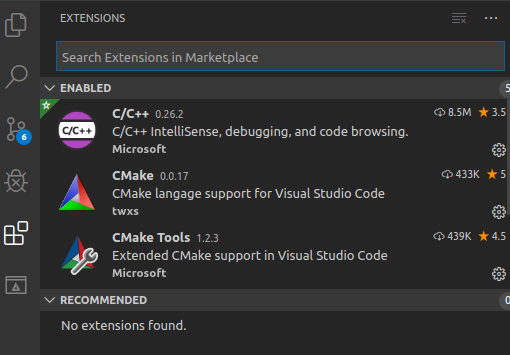 EXTENSIONS
Search Extensions in Marketplace
ENABLED 5
C/C++ 0.26.2 8.5M 3.5
C/C++
C/C++ IntelliSense, debugging, and code browsing.
Microsoft
6
CMake 0.0.17 433K 5
CMake langage support for Visual Studio Code
twxs
CMake Tools 1.2.3 439K 4.5
Extended CMake support in Visual Studio Code
Microsoft
RECOMMENDED 0
No extensions found.